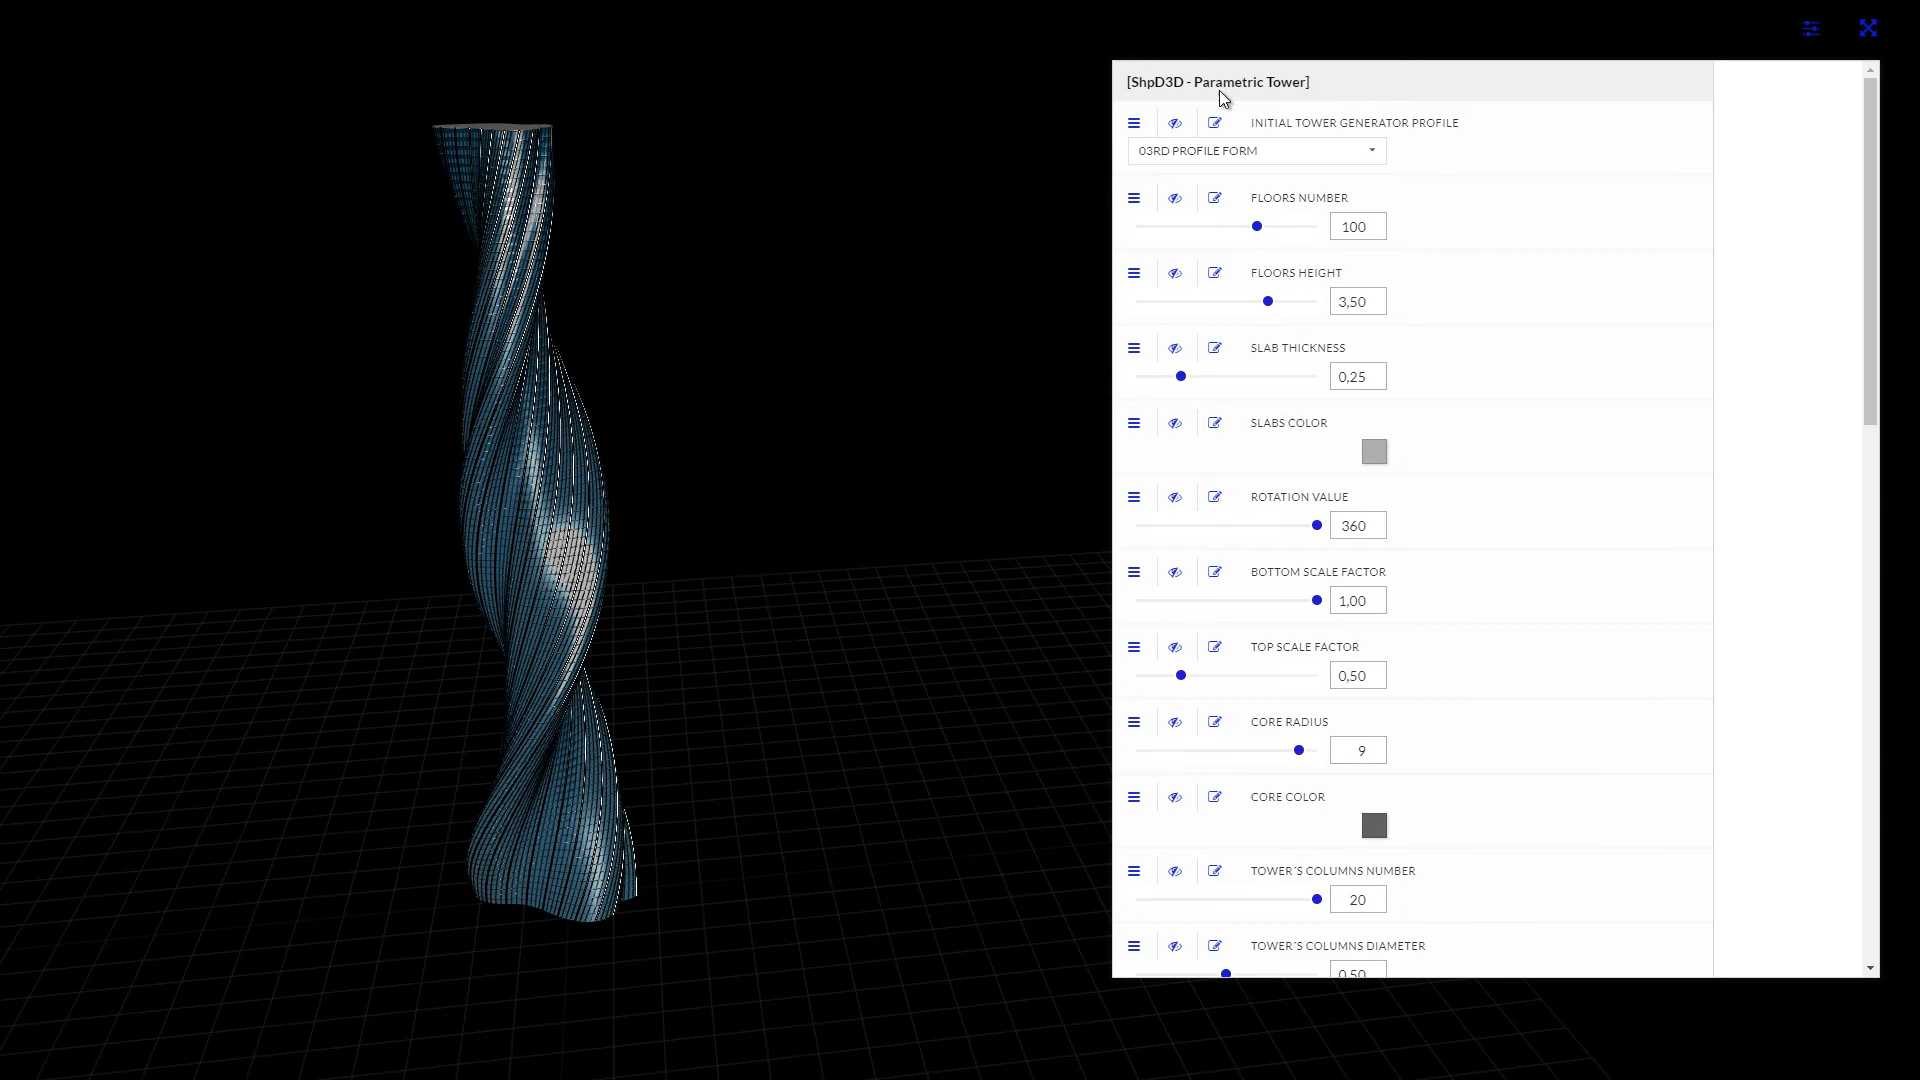 [ShpD3D - Parametric Tower]
INITIAL TOWER GENERATOR PROFILE
03RD PROFILE FORM
FLOORS NUMBER
100
FLOORS HEIGHT
3,50
SLAB THICKNESS
0,25
SLABS COLOR
ROTATION VALUE
360
BOTTOM SCALE FACTOR
1,00
TOP SCALE FACTOR
0,50
CORE RADIUS
9
CORE COLOR
TOWER´S COLUMNS NUMBER
20
TOWER´S COLUMNS DIAMETER
0,50